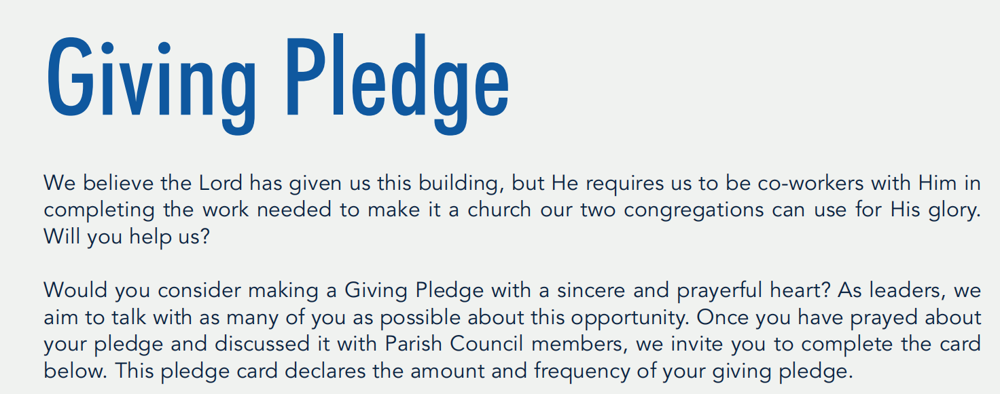 Giving Pledge
We believe the Lord has given us this building, but He requires us to be co-workers with Him in
completing the work needed to make it a church our two congregations can use for His glory.
Will you help us?
Would you consider making a Giving Pledge with a sincere and prayerful heart? As leaders, we
aim to talk with as many of you as possible about this opportunity. Once you have prayed about
your pledge and discussed it with Parish Council members, we invite you to complete the card
below. This pledge card declares the amount and frequency of your giving pledge.